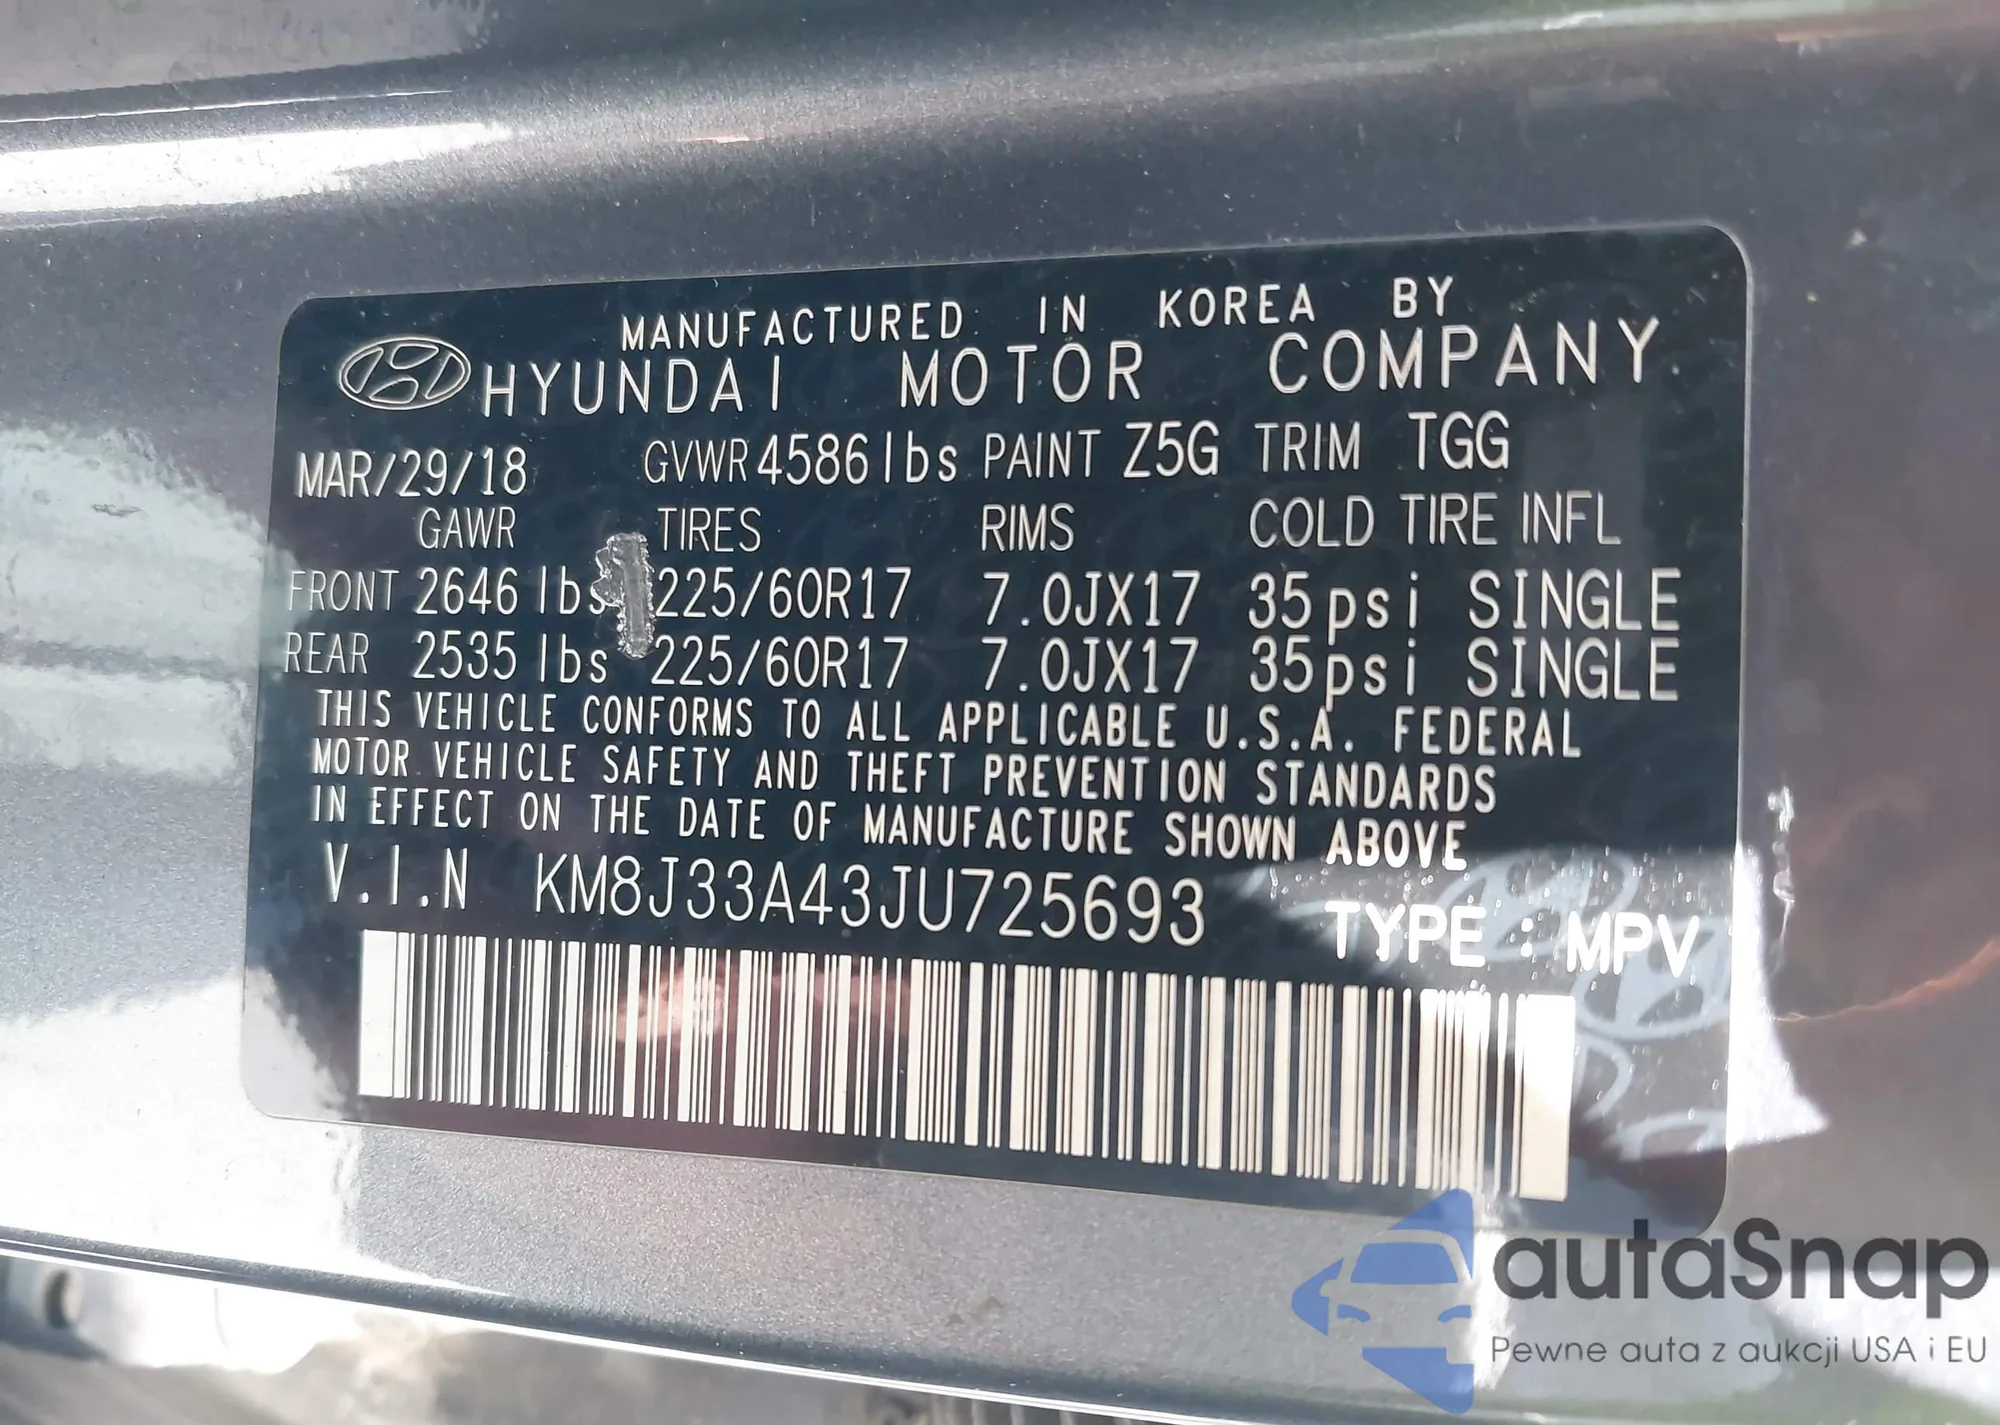 MANUFACTURED IN KOREA BY
HYUNDAI MOTOR COMPANY
MAR/29/18 GVWR 4586lbs PAINT Z5G TRIM TGG
GAWR TIRES RIMS COLD TIRE INFL
FRONT 2646 lbs 225/60R17 7.0JX17 35psi SINGLE
REAR 2535 lbs 225/60R17 7.0JX17 35psi SINGLE
THIS VEHICLE CONFORMS TO ALL APPLICABLE U.S.A. FEDERAL
MOTOR VEHICLE SAFETY AND THEFT PREVENTION STANDARDS
IN EFFECT ON THE DATE OF MANUFACTURE SHOWN ABOVE
V.I.N KM8J33A43JU725693
TYPE : MPV
autaSnap
Pewne auta z aukcji USA i EU